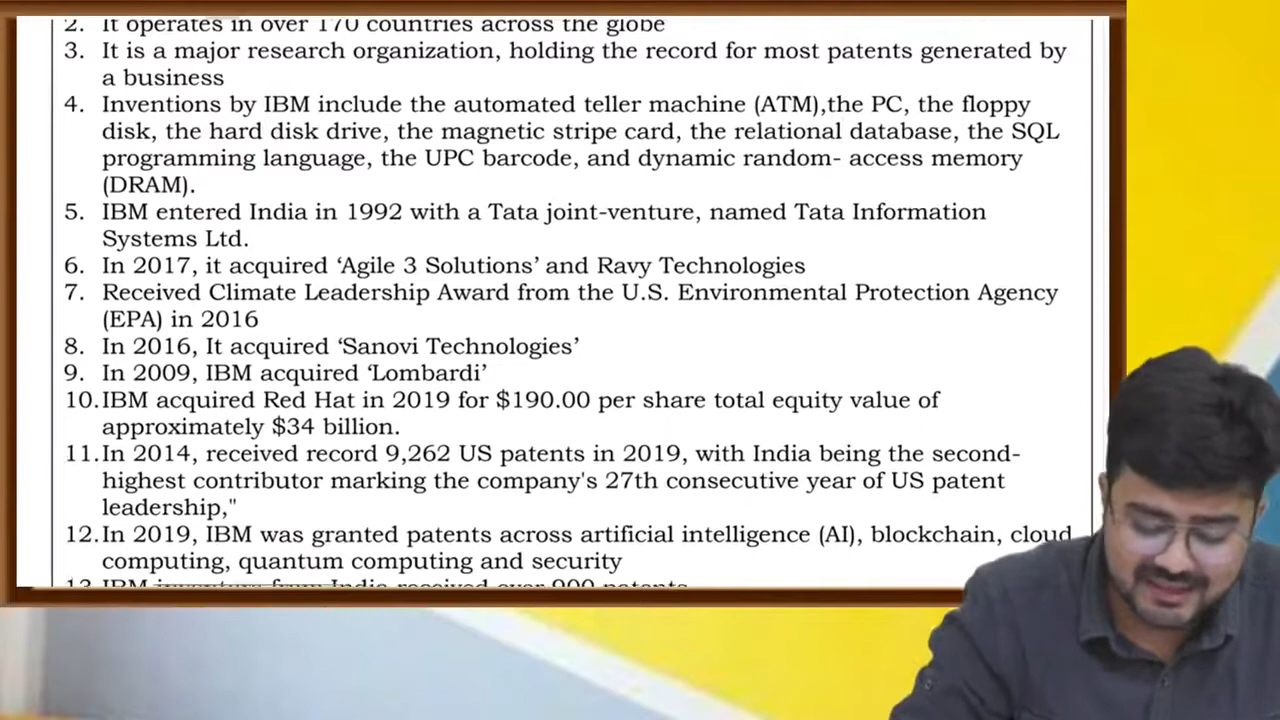 2. It operates in over 170 countries across the globe
3. It is a major research organization, holding the record for most patents generated by
a business
4. Inventions by IBM include the automated teller machine (ATM),the PC, the floppy
disk, the hard disk drive, the magnetic stripe card, the relational database, the SQL
programming language, the UPC barcode, and dynamic random- access memory
(DRAM).
5. IBM entered India in 1992 with a Tata joint-venture, named Tata Information
Systems Ltd.
6. In 2017, it acquired ‘Agile 3 Solutions’ and Ravy Technologies
7. Received Climate Leadership Award from the U.S. Environmental Protection Agency
(EPA) in 2016
8. In 2016, It acquired ‘Sanovi Technologies’
9. In 2009, IBM acquired ‘Lombardi’
10.IBM acquired Red Hat in 2019 for $190.00 per share total equity value of
approximately $34 billion.
11.In 2014, received record 9,262 US patents in 2019, with India being the second-
highest contributor marking the company's 27th consecutive year of US patent
leadership,"
12.In 2019, IBM was granted patents across artificial intelligence (AI), blockchain, cloud
computing, quantum computing and security
13 IBM inventors from India received over 900 patents